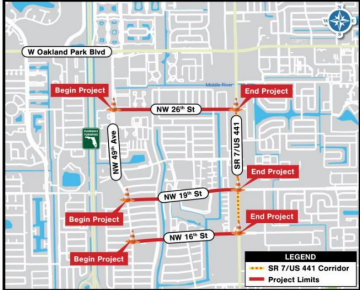 W Oakland Park Blvd
Middle River
Begin Project
End Project
NW 26th St
NW 49th Ave
SR 7/US 441
End Project
NW 19th St
Begin Project
End Project
NW 16th St
Begin Project
LEGEND
SR 7/US 441 Corridor
Project Limits